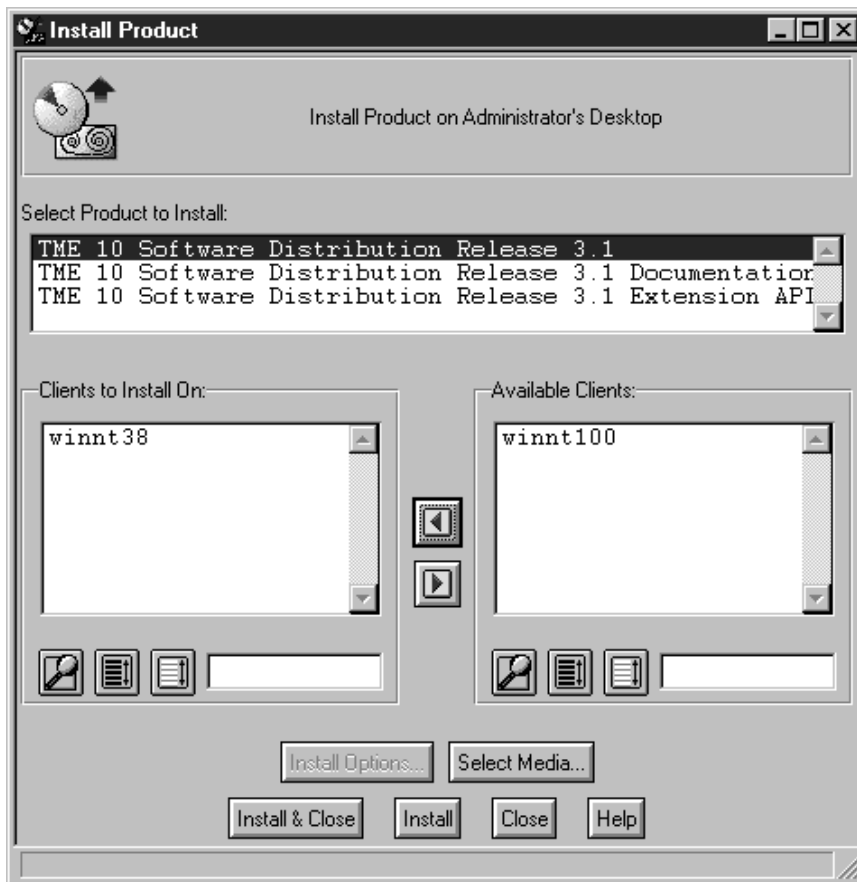 Install Product
Install Product on Administrator's Desktop
Select Product to Install:
TME 10 Software Distribution Release 3.1
TME 10 Software Distribution Release 3.1 Documentation
TME 10 Software Distribution Release 3.1 Extension API
Clients to Install On:
Available Clients:
winnt38
winnt100
Install Options...
Select Media...
Install & Close
Install
Close
Help